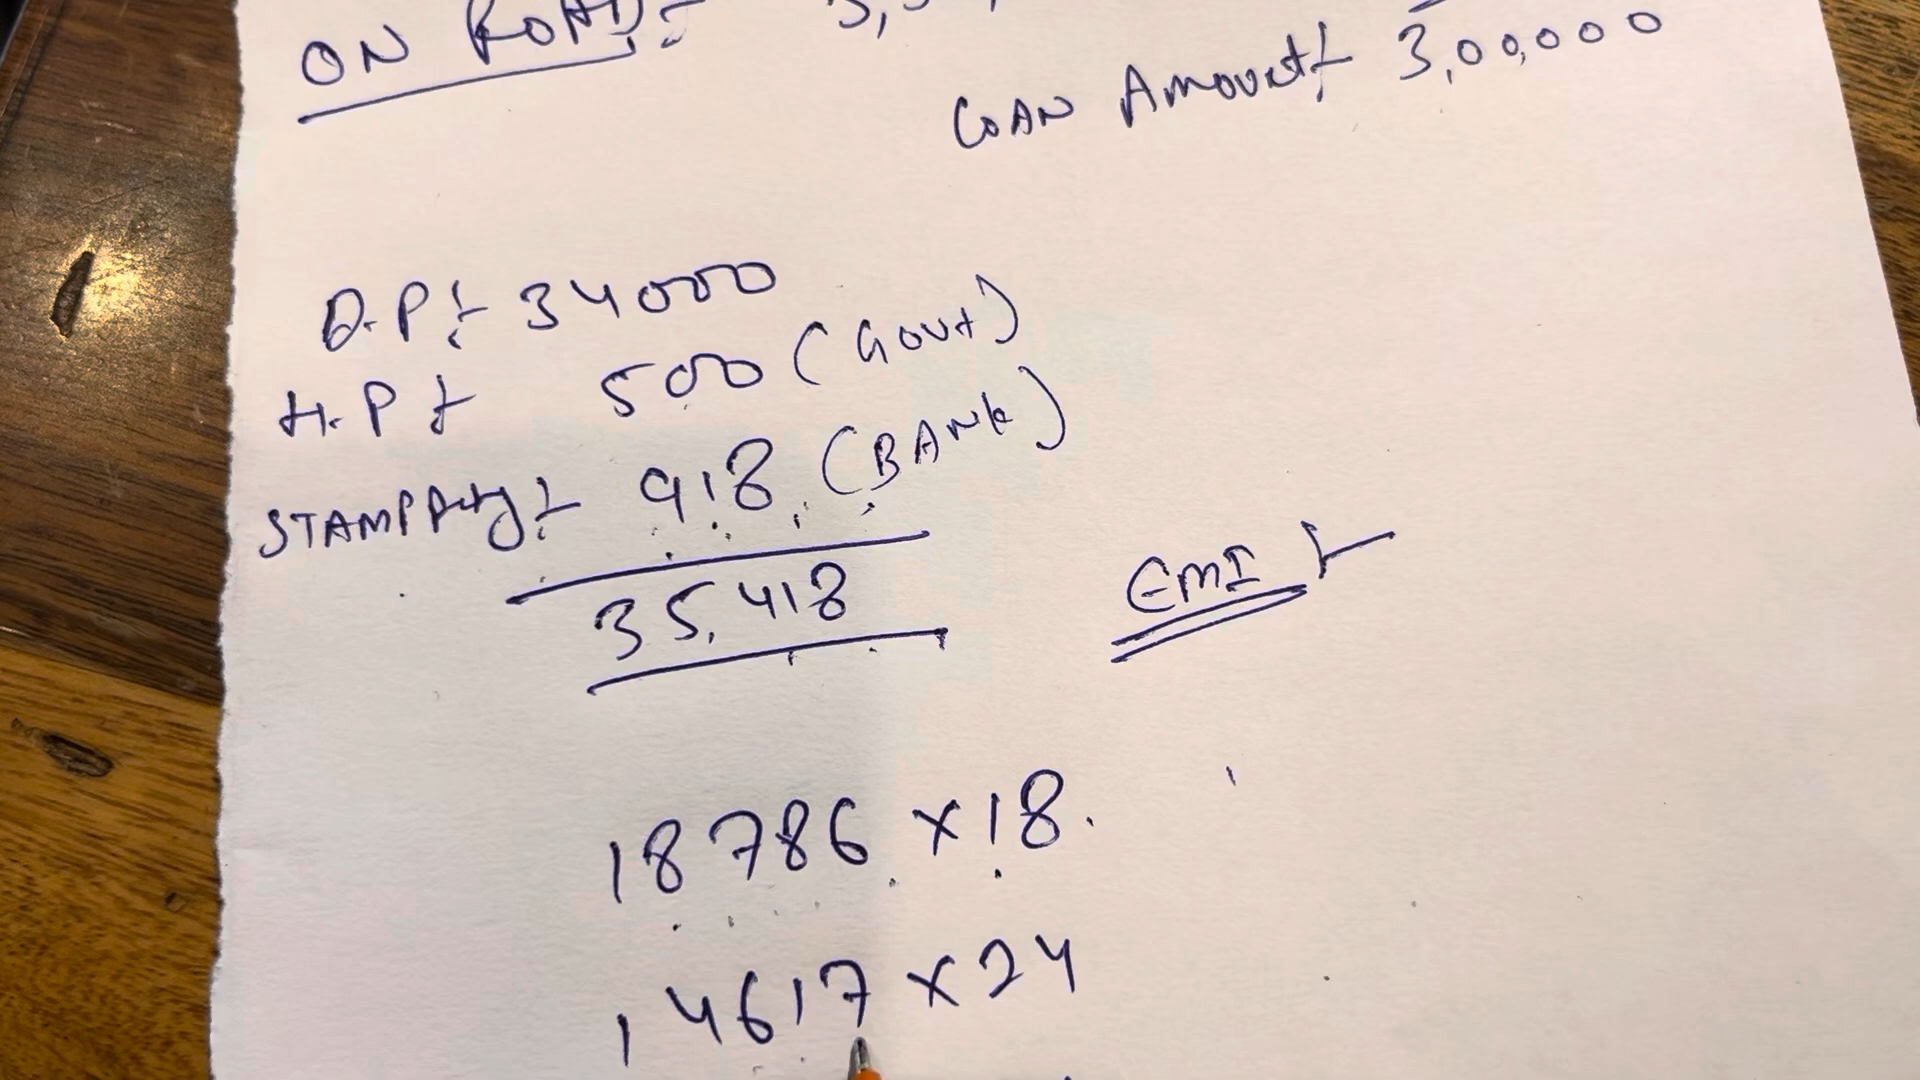 ON ROAD:-
LOAN Amount:- 3,00,000
D.P:- 34000
H.P:- 500 (Govt)
STAMP Duty:- 918 (BANK)
35,418
EMI :-
18786 x 18.
14617 x 24